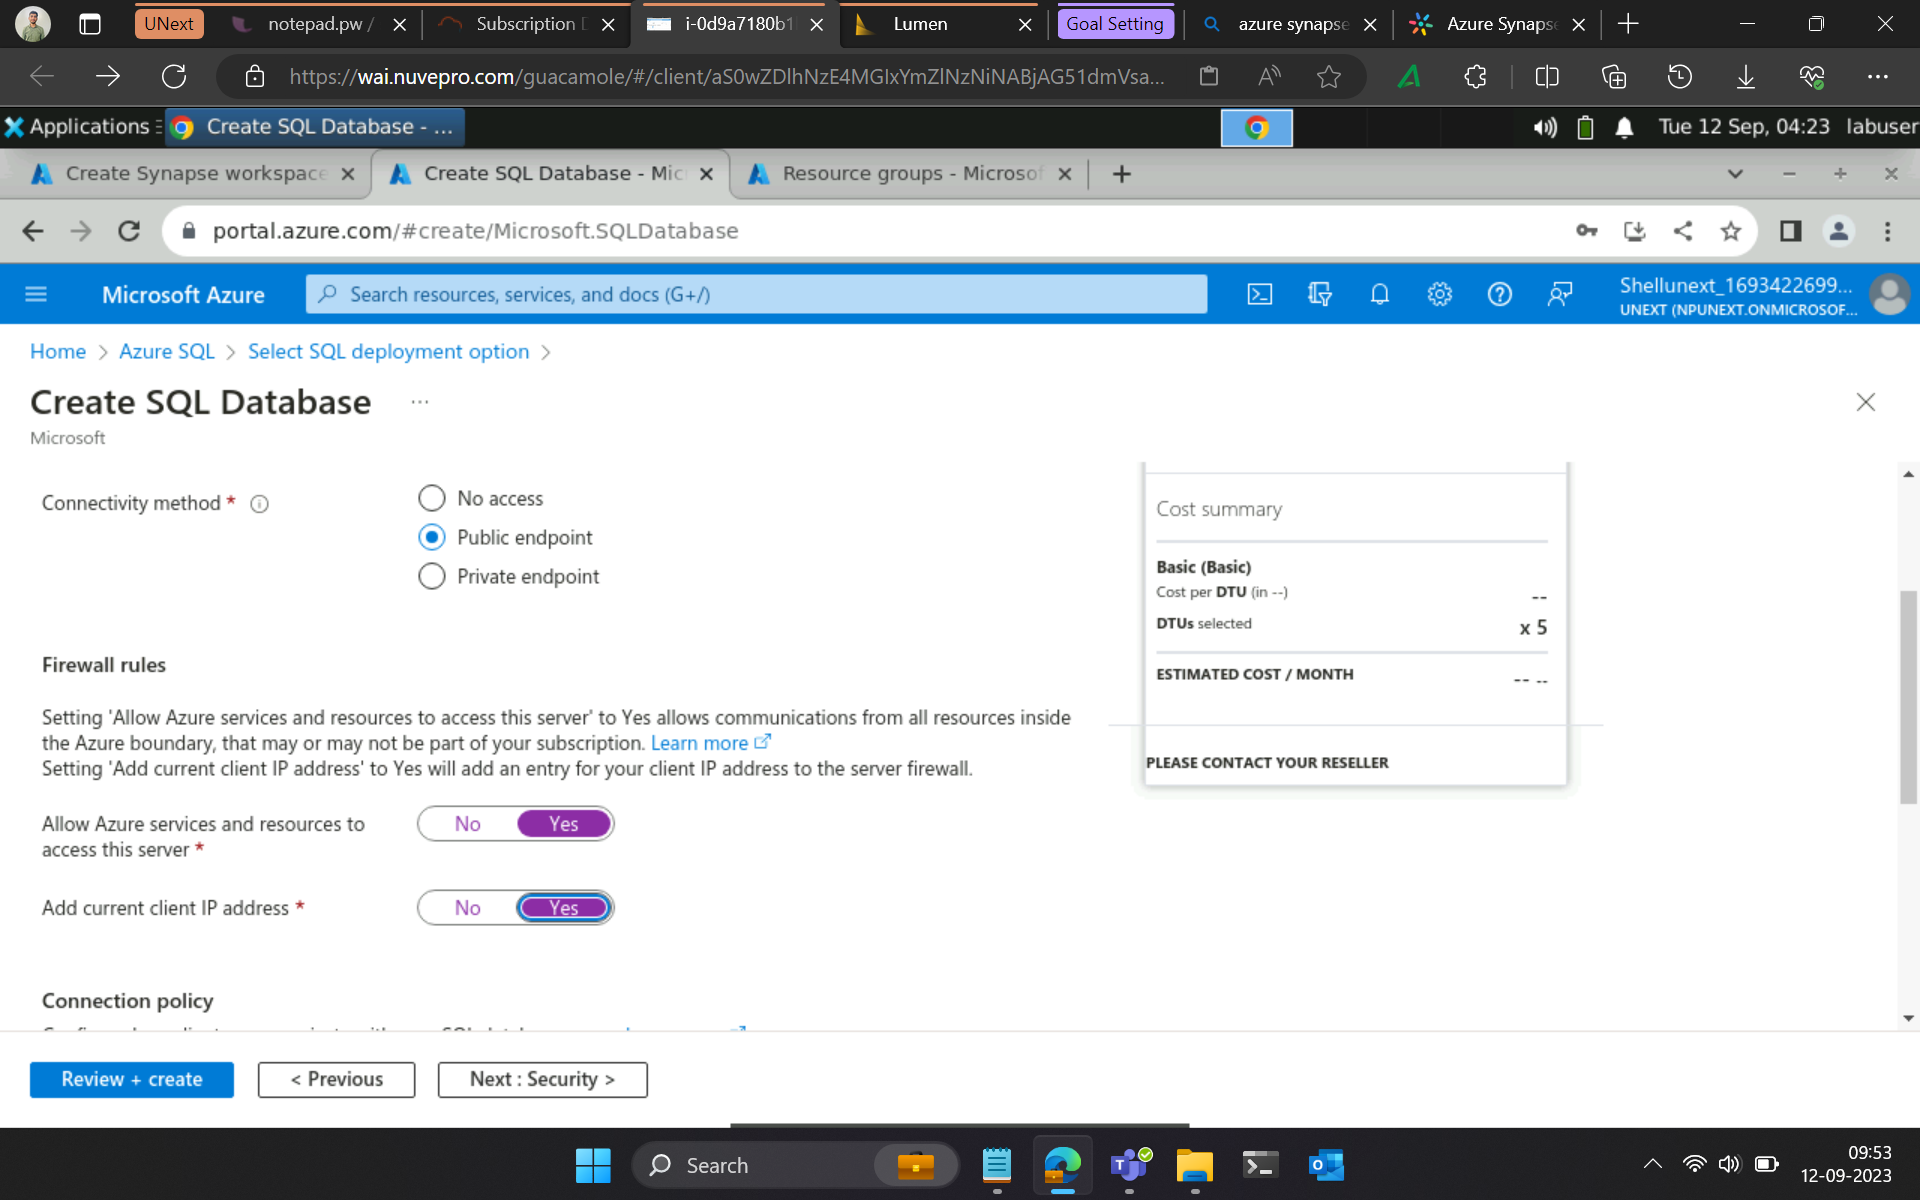 UNext
notepad.pw /
Subscription D
i-0d9a7180b1
Lumen
Goal Setting
azure synapse
Azure Synapse
https://wai.nuvepro.com/guacamole/#/client/aS0wZDlhNzE4MGIxYmZlNzNiNABjAG51dmVsa...
Applications
Create SQL Database - ...
Tue 12 Sep, 04:23
labuser
Create Synapse workspace
Create SQL Database - Mic
Resource groups - Microsof
portal.azure.com/#create/Microsoft.SQLDatabase
Microsoft Azure
Search resources, services, and docs (G+/)
Shellunext_1693422699...
UNEXT (NPUNEXT.ONMICROSOF...
Home > Azure SQL > Select SQL deployment option >
Create SQL Database ...
Microsoft
Connectivity method *
No access
Public endpoint
Private endpoint
Firewall rules
Setting 'Allow Azure services and resources to access this server' to Yes allows communications from all resources inside
the Azure boundary, that may or may not be part of your subscription. Learn more
Setting 'Add current client IP address' to Yes will add an entry for your client IP address to the server firewall.
Allow Azure services and resources to
access this server *
No Yes
Add current client IP address *
No Yes
Connection policy
Cost summary
Basic (Basic)
Cost per DTU (in --) --
DTUs selected x 5
ESTIMATED COST / MONTH -- --
PLEASE CONTACT YOUR RESELLER
Review + create
< Previous
Next : Security >
Search
09:53
12-09-2023